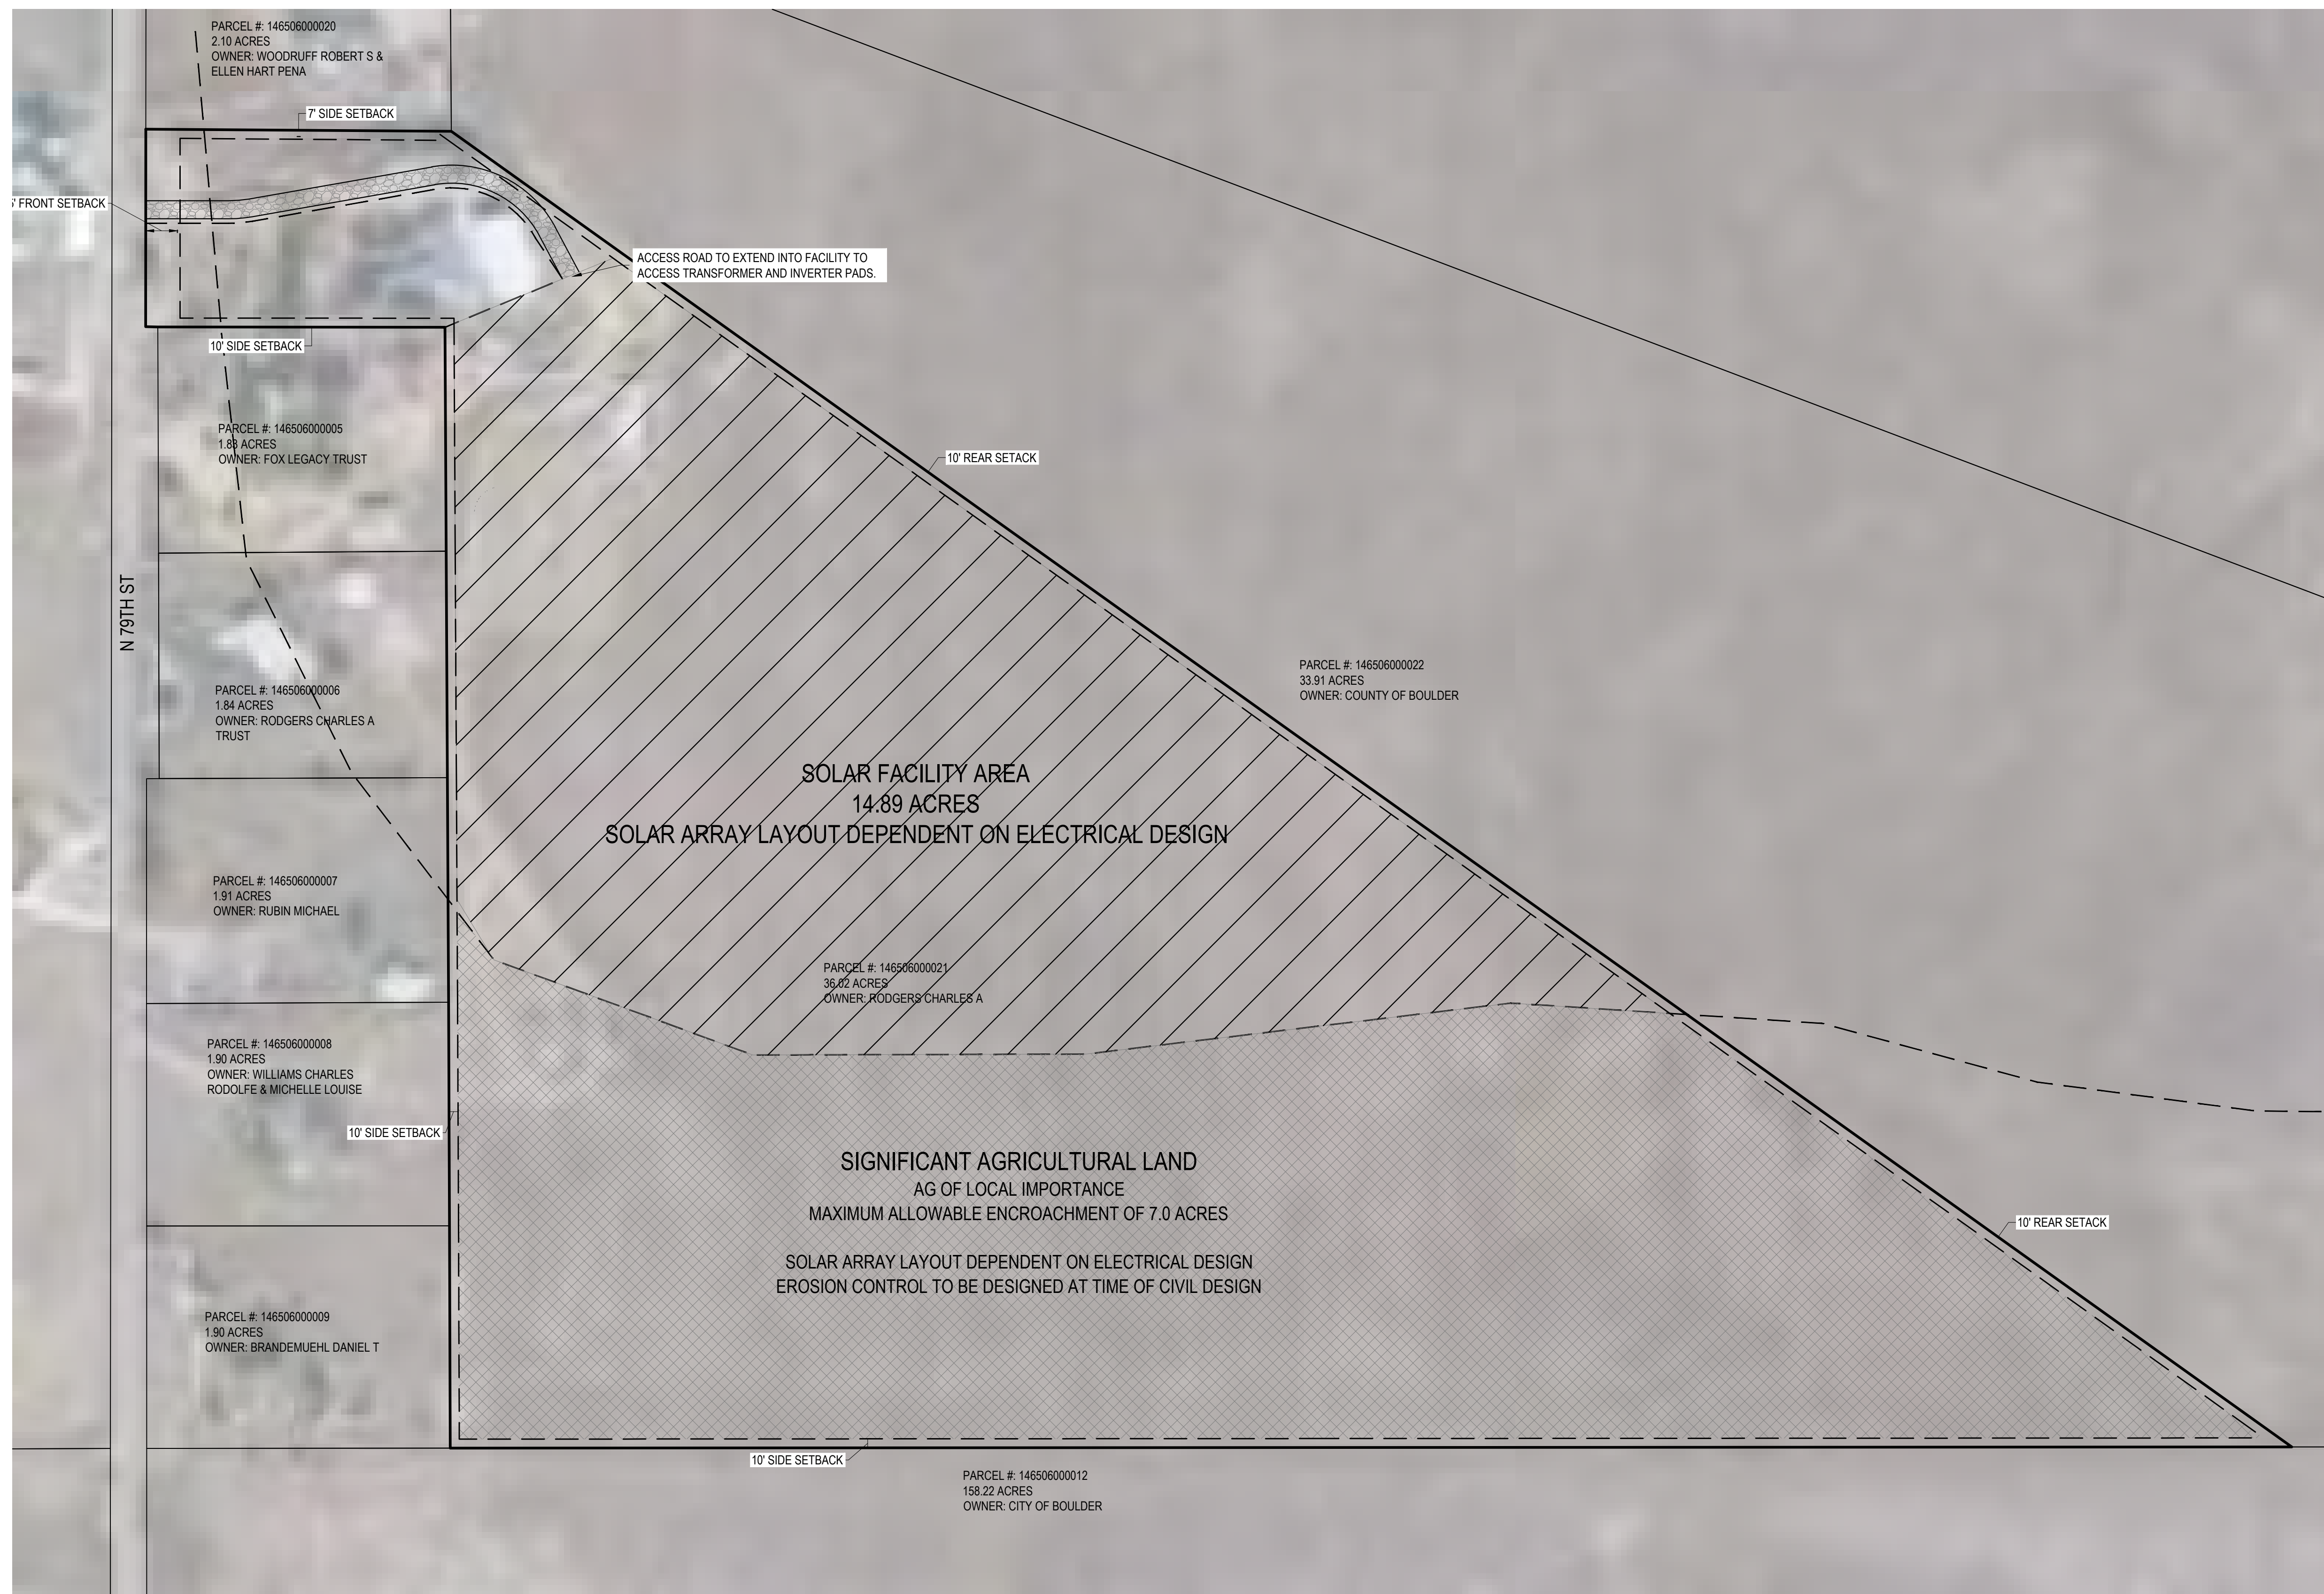 PARCEL #: 146506000020
2.10 ACRES
OWNER: WOODRUFF ROBERT S &
ELLEN HART PENA
7' SIDE SETBACK
' FRONT SETBACK
ACCESS ROAD TO EXTEND INTO FACILITY TO
ACCESS TRANSFORMER AND INVERTER PADS.
10' SIDE SETBACK
PARCEL #: 146506000005
1.83 ACRES
OWNER: FOX LEGACY TRUST
10' REAR SETACK
N 79TH ST
PARCEL #: 146506000022
33.91 ACRES
OWNER: COUNTY OF BOULDER
PARCEL #: 146506000006
1.84 ACRES
OWNER: RODGERS CHARLES A
TRUST
SOLAR FACILITY AREA
14.89 ACRES
SOLAR ARRAY LAYOUT DEPENDENT ON ELECTRICAL DESIGN
PARCEL #: 146506000007
1.91 ACRES
OWNER: RUBIN MICHAEL
PARCEL #: 146506000021
36.02 ACRES
OWNER: RODGERS CHARLES A
PARCEL #: 146506000008
1.90 ACRES
OWNER: WILLIAMS CHARLES
RODOLFE & MICHELLE LOUISE
10' SIDE SETBACK
SIGNIFICANT AGRICULTURAL LAND
AG OF LOCAL IMPORTANCE
MAXIMUM ALLOWABLE ENCROACHMENT OF 7.0 ACRES
SOLAR ARRAY LAYOUT DEPENDENT ON ELECTRICAL DESIGN
EROSION CONTROL TO BE DESIGNED AT TIME OF CIVIL DESIGN
10' REAR SETACK
PARCEL #: 146506000009
1.90 ACRES
OWNER: BRANDEMUEHL DANIEL T
10' SIDE SETBACK
PARCEL #: 146506000012
158.22 ACRES
OWNER: CITY OF BOULDER